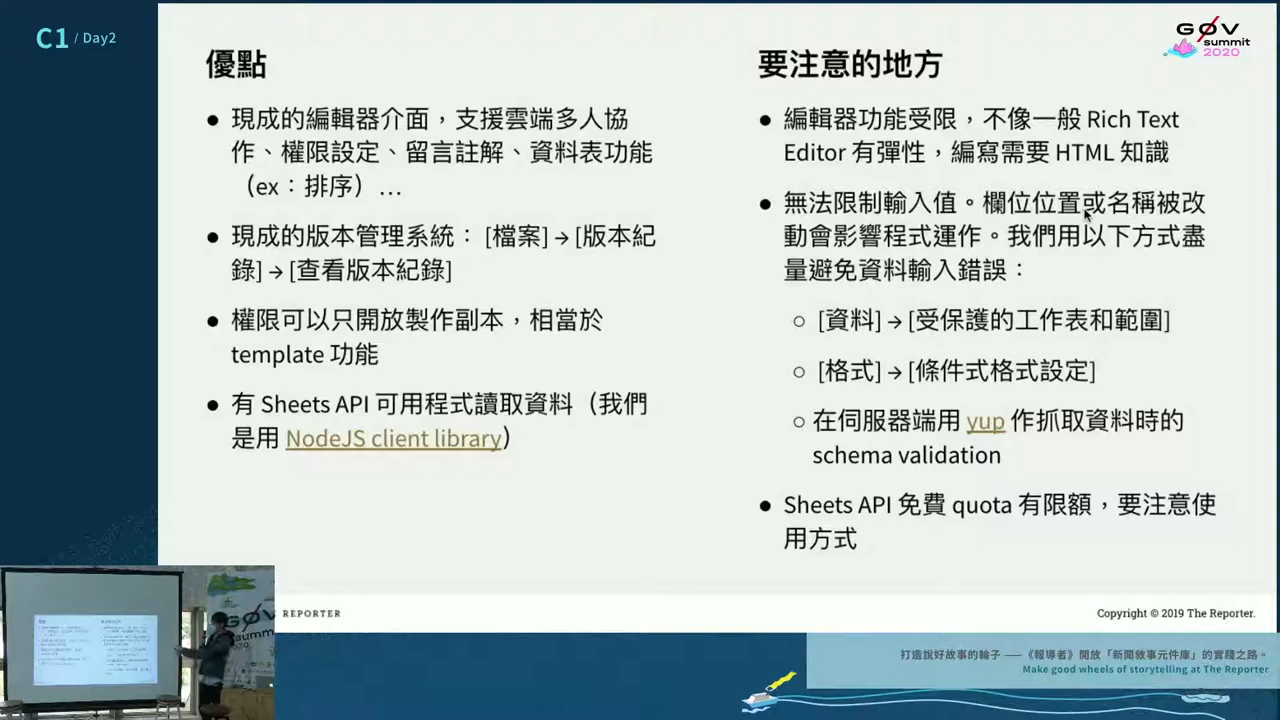 C1 / Day2
GØV
summit
2020
優點
● 現成的編輯器介面，支援雲端多人協
作、權限設定、留言註解、資料表功能
（ex：排序）…
● 現成的版本管理系統： [檔案] → [版本紀
錄] → [查看版本紀錄]
● 權限可以只開放製作副本，相當於
template 功能
● 有 Sheets API 可用程式讀取資料（我們
是用 NodeJS client library）
要注意的地方
● 編輯器功能受限，不像一般 Rich Text
Editor 有彈性，編寫需要 HTML 知識
● 無法限制輸入值。欄位位置或名稱被改
動會影響程式運作。我們用以下方式盡
量避免資料輸入錯誤：
○ [資料] → [受保護的工作表和範圍]
○ [格式] → [條件式格式設定]
○ 在伺服器端用 yup 作抓取資料時的
schema validation
● Sheets API 免費 quota 有限額，要注意使
用方式
REPORTER
Copyright © 2019 The Reporter.
打造說好故事的輪子 ——《報導者》開放「新聞敘事元件庫」的實踐之路。
Make good wheels of storytelling at The Reporter